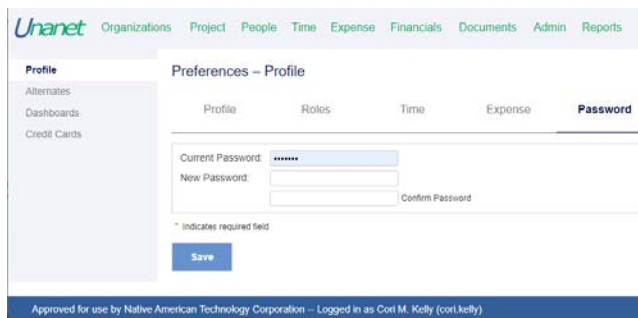 Unanet Organizations Project People Time Expense Financials Documents Admin Reports
Profile
Alternates
Dashboards
Credit Cards
Preferences – Profile
Profile Roles Time Expense Password
Current Password: •••••••
New Password:
Confirm Password
* Indicates required field
Save
Approved for use by Native American Technology Corporation -- Logged in as Cori M. Kelly (cori.kelly)